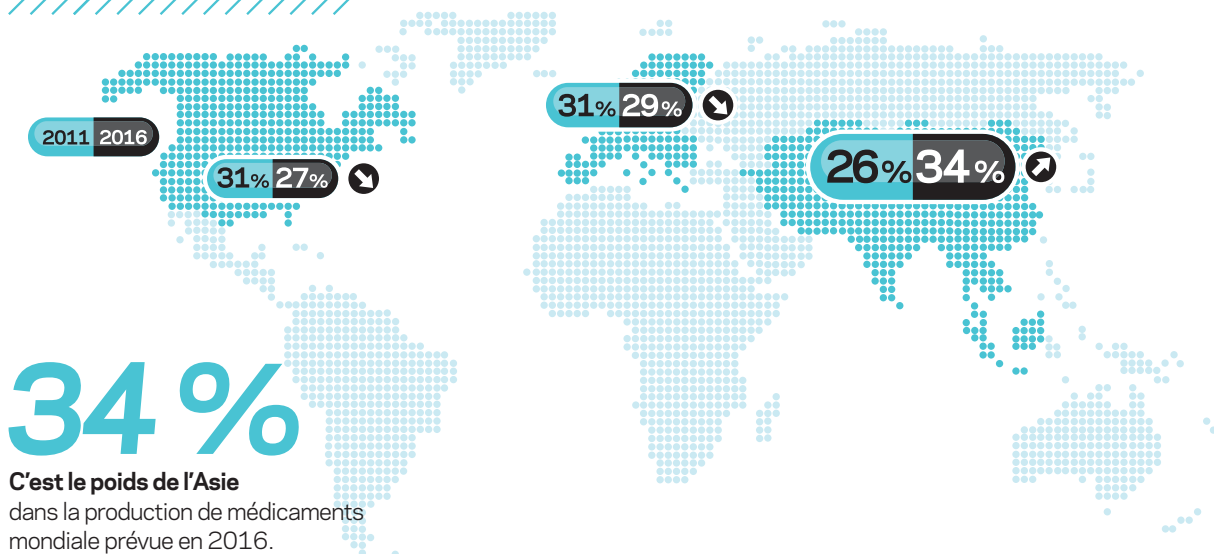 31% 29%
2011 2016
26% 34%
31% 27%
34 %
C'est le poids de l'Asie
dans la production de médicaments
mondiale prévue en 2016.